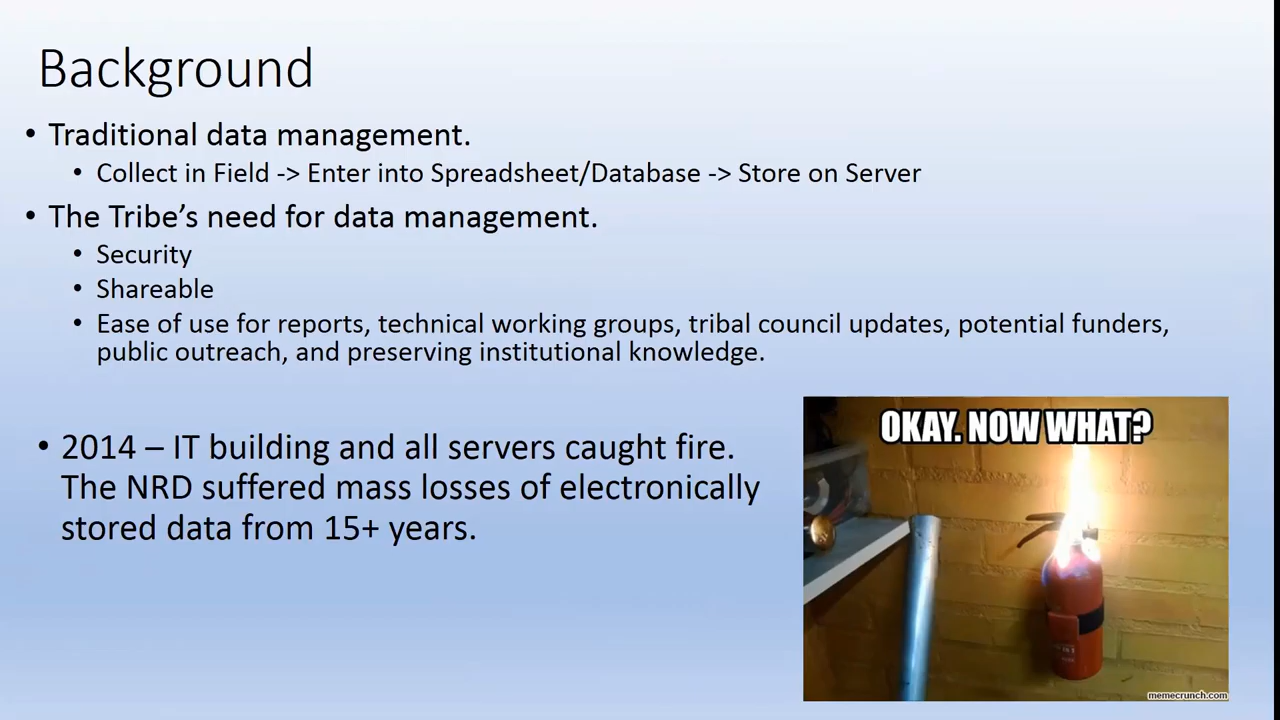 Background
• Traditional data management.
• Collect in Field -> Enter into Spreadsheet/Database -> Store on Server
• The Tribe’s need for data management.
• Security
• Shareable
• Ease of use for reports, technical working groups, tribal council updates, potential funders,
public outreach, and preserving institutional knowledge.
• 2014 – IT building and all servers caught fire.
The NRD suffered mass losses of electronically
stored data from 15+ years.
OKAY. NOW WHAT?
memecrunch.com